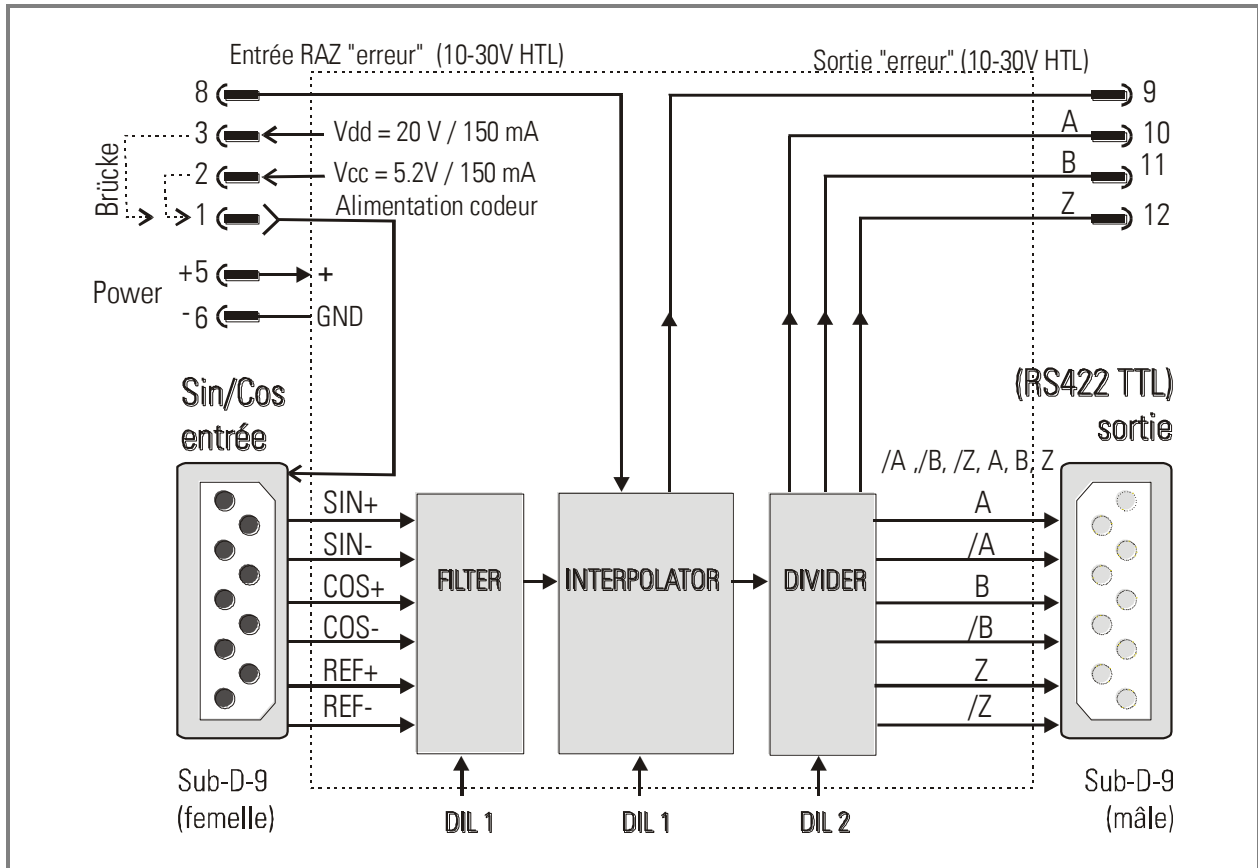 Entrée RAZ "erreur" (10-30V HTL)
Sortie "erreur" (10-30V HTL)
8
9
3
Vdd = 20 V / 150 mA
A
10
2
Vcc = 5.2V / 150 mA
B
11
Brücke
1
Alimentation codeur
Z
12
Power
+5
+
-6
GND
Sin/Cos
entrée
(RS422 TTL)
sortie
/A ,/B, /Z, A, B, Z
SIN+
SIN-
COS+
COS-
REF+
REF-
FILTER
INTERPOLATOR
DIVIDER
A
/A
B
/B
Z
/Z
Sub-D-9
(femelle)
DIL 1
DIL 1
DIL 2
Sub-D-9
(mâle)